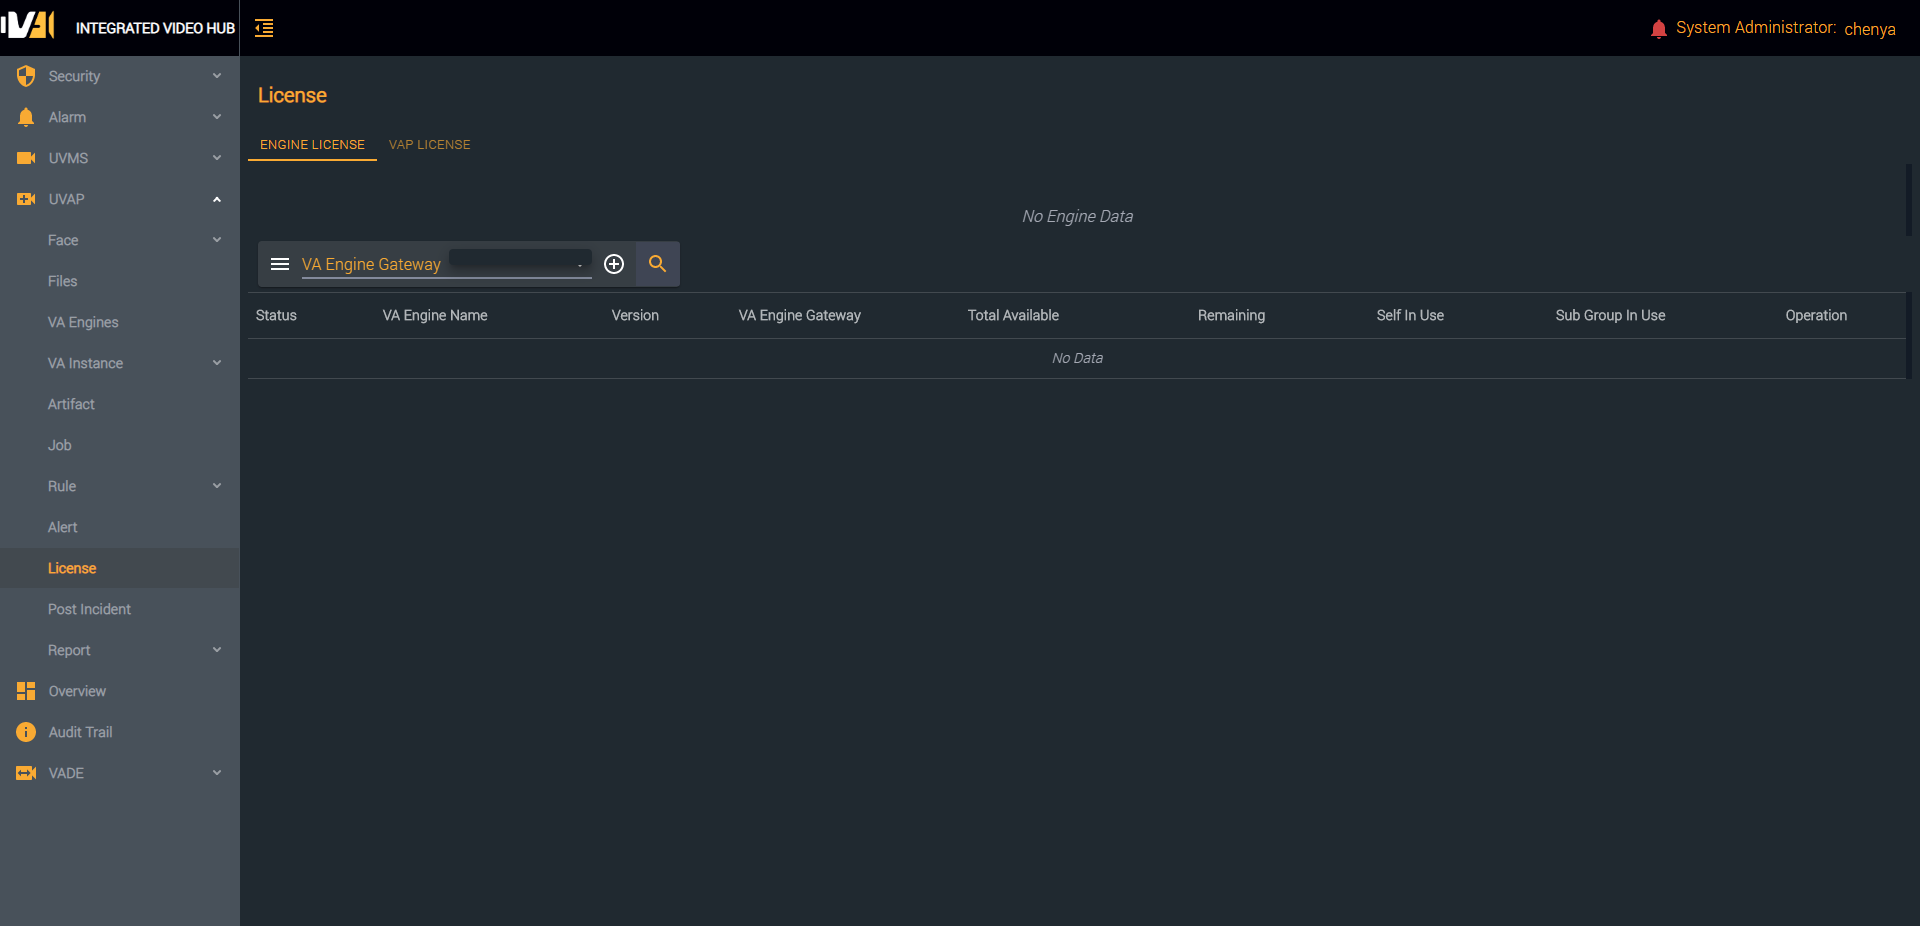 iVAI INTEGRATED VIDEO HUB
System Administrator: chenya
Security
Alarm
UVMS
UVAP
Face
Files
VA Engines
VA Instance
Artifact
Job
Rule
Alert
License
Post Incident
Report
Overview
Audit Trail
VADE
License
ENGINE LICENSE VAP LICENSE
No Engine Data
VA Engine Gateway
Status VA Engine Name Version VA Engine Gateway Total Available Remaining Self In Use Sub Group In Use Operation
No Data